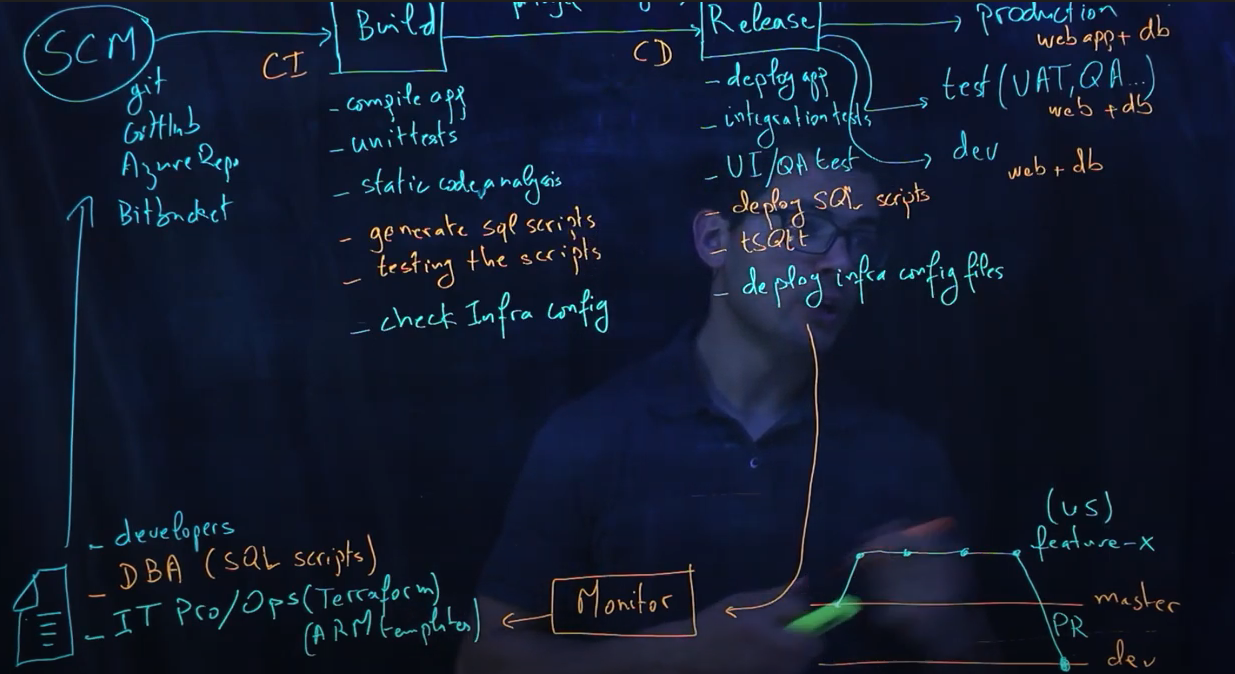 SCM
git
GitHub
Azure Repo
Bitbucket
CI
Build
- compile app
- unit tests
- static code analysis
- generate sql scripts
- testing the scripts
- check Infra config
CD
Release
- deploy app
- integration tests
- UI/QA test
- deploy SQL scripts
- tSQtt
- deploy infra config files
production
web app + db
test (UAT, QA...)
web + db
dev
web + db
- developers
- DBA (SQL scripts)
- IT Pro/Ops (Terraform)
(ARM templates)
Monitor
(US)
feature-x
master
PR
dev